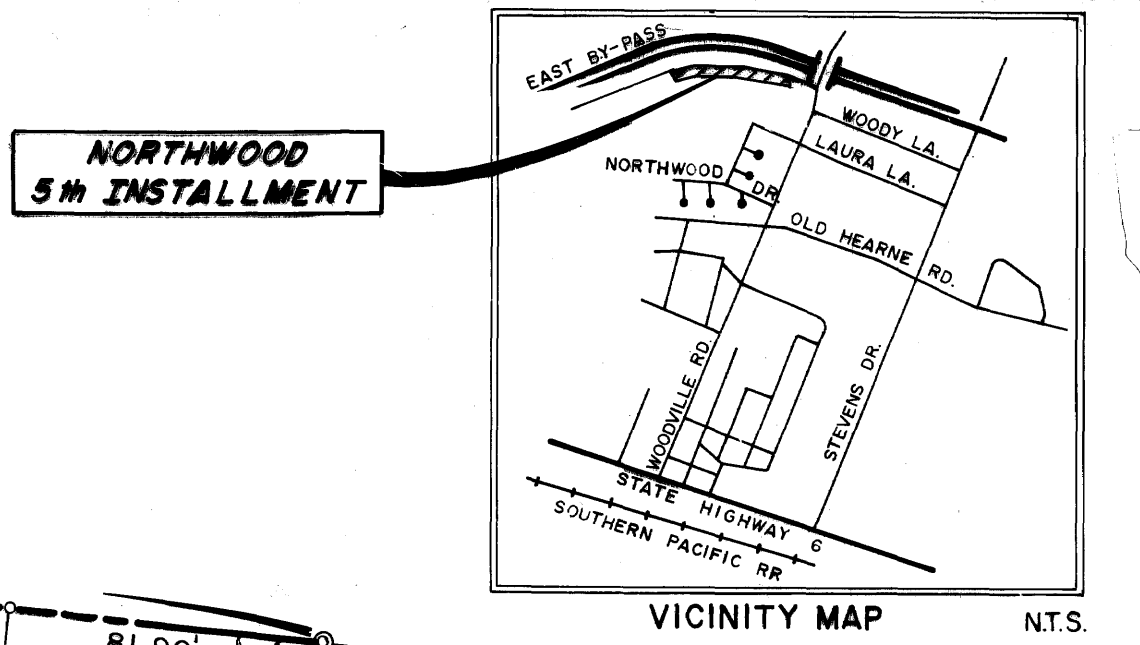 EAST BY-PASS
NORTHWOOD
5th INSTALLMENT
WOODY LA.
LAURA LA.
NORTHWOOD DR.
OLD HEARNE RD.
WOODVILLE RD.
STEVENS DR.
STATE HIGHWAY 6
SOUTHERN PACIFIC RR
VICINITY MAP
N.T.S.